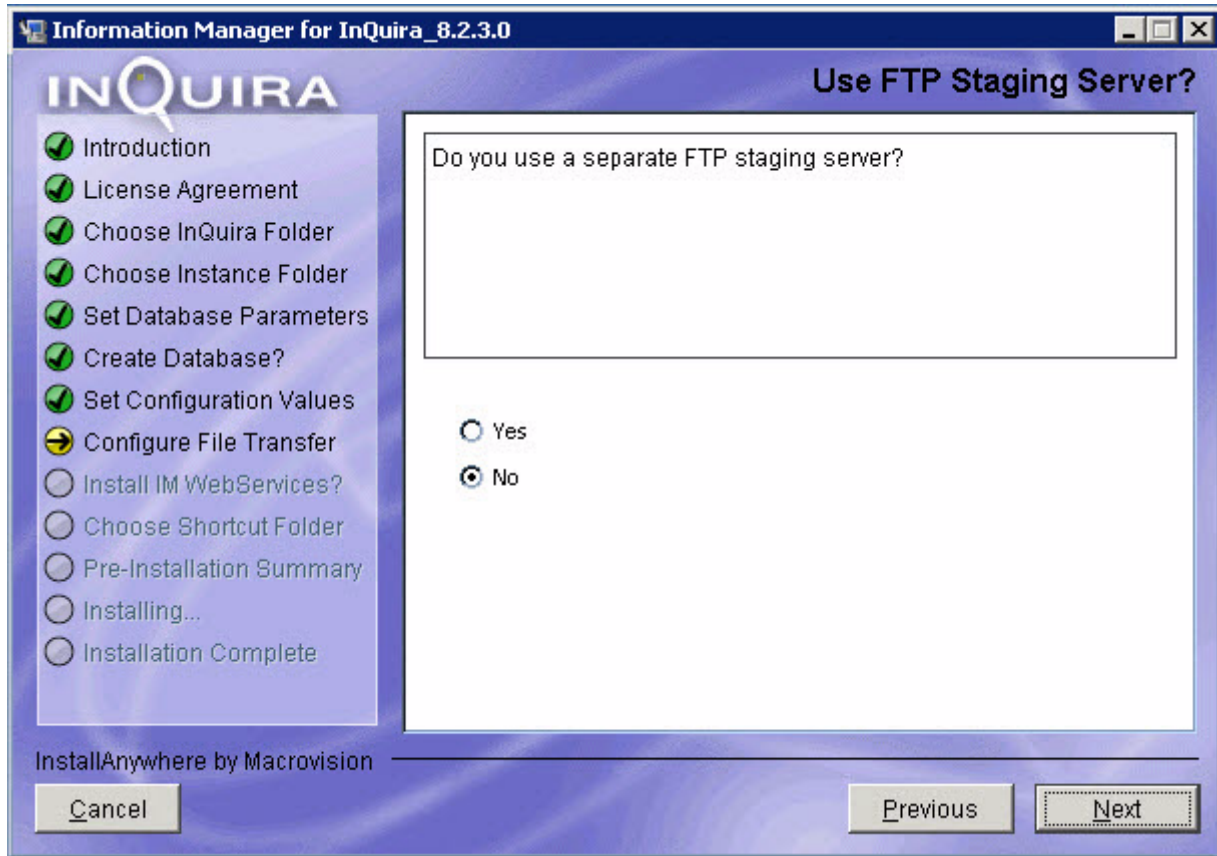 Information Manager for InQuira_8.2.3.0
INQUIRA
Use FTP Staging Server?
Introduction
License Agreement
Choose InQuira Folder
Choose Instance Folder
Set Database Parameters
Create Database?
Set Configuration Values
Configure File Transfer
Install IM WebServices?
Choose Shortcut Folder
Pre-Installation Summary
Installing...
Installation Complete
Do you use a separate FTP staging server?
Yes
No
InstallAnywhere by Macrovision
Cancel
Previous
Next